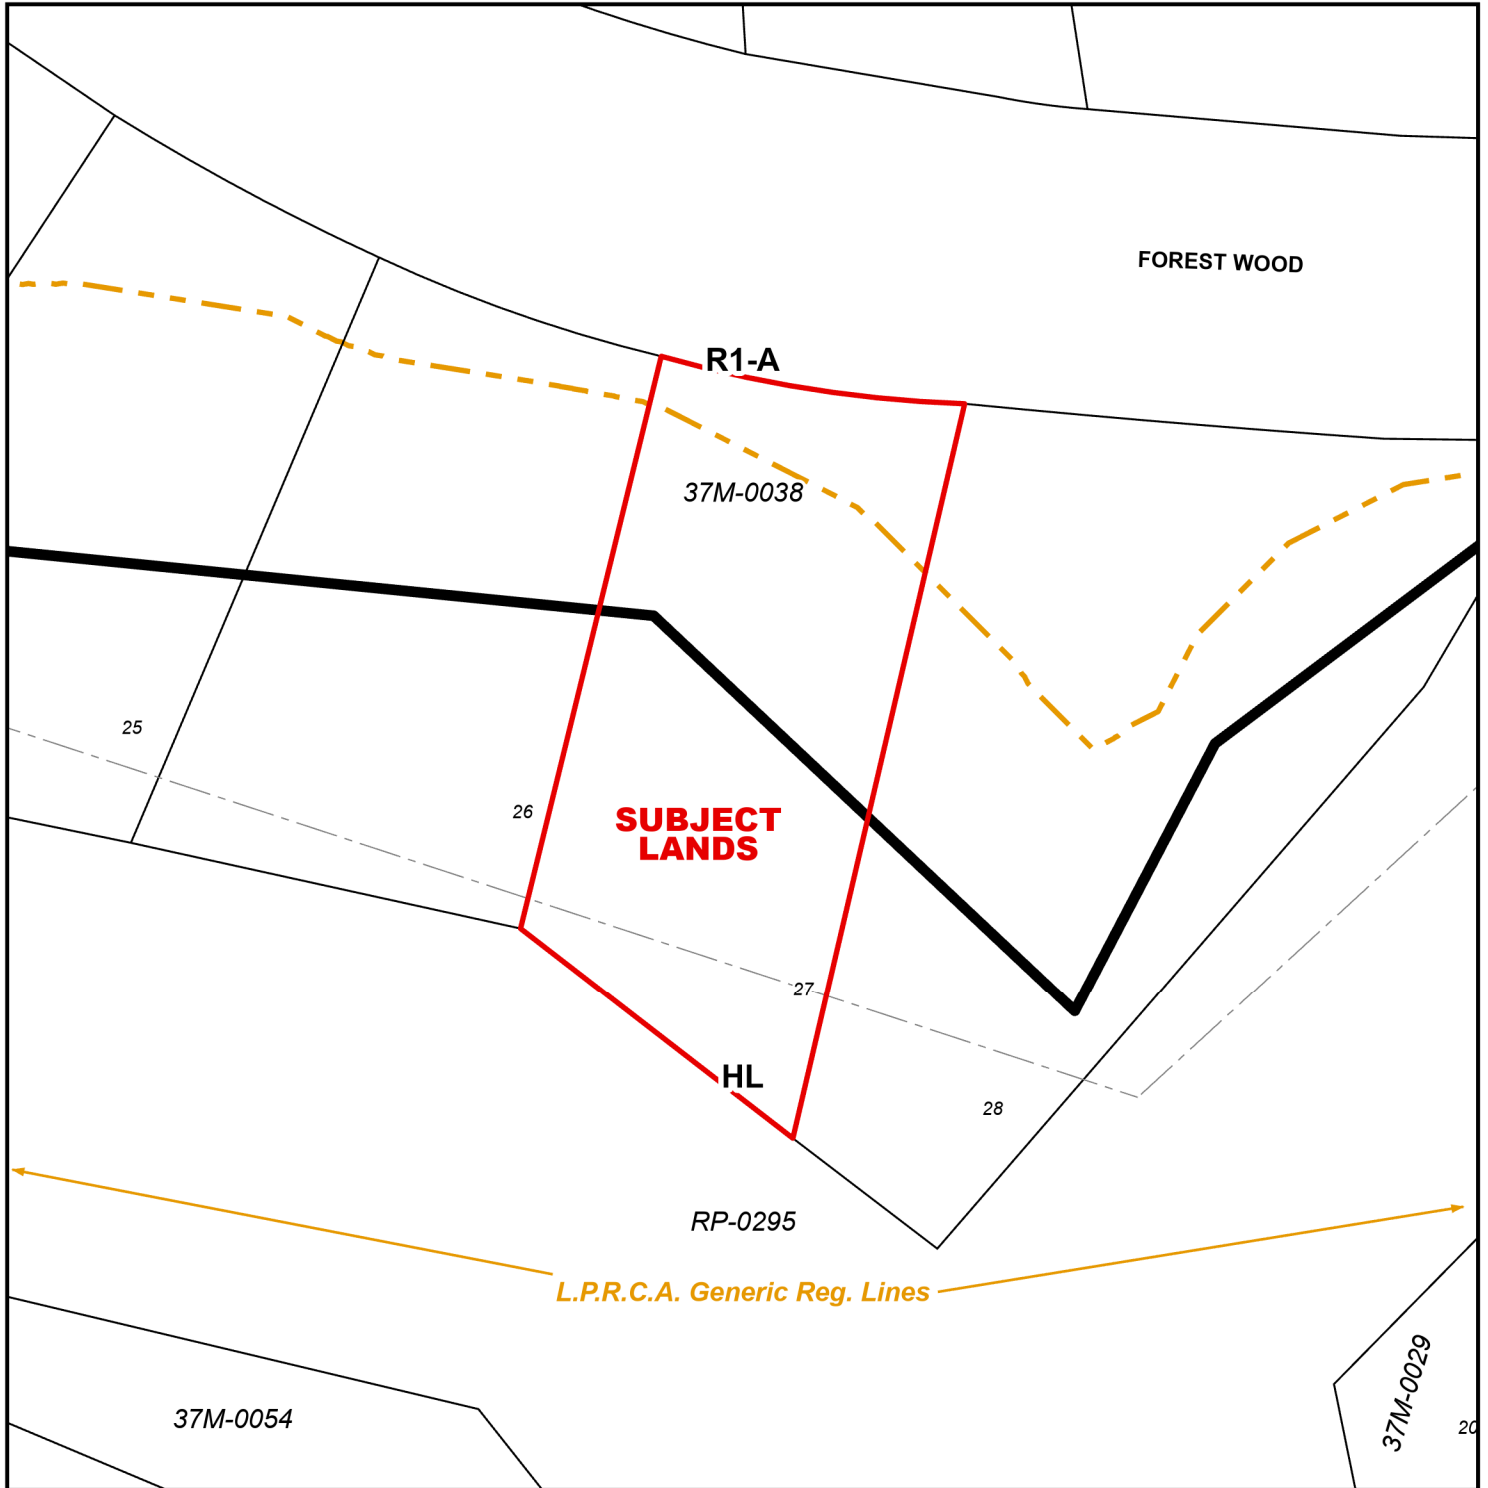 FOREST WOOD
R1-A
37M-0038
25
26
SUBJECT
LANDS
27
HL
28
RP-0295
L.P.R.C.A. Generic Reg. Lines
37M-0029
37M-0054
20